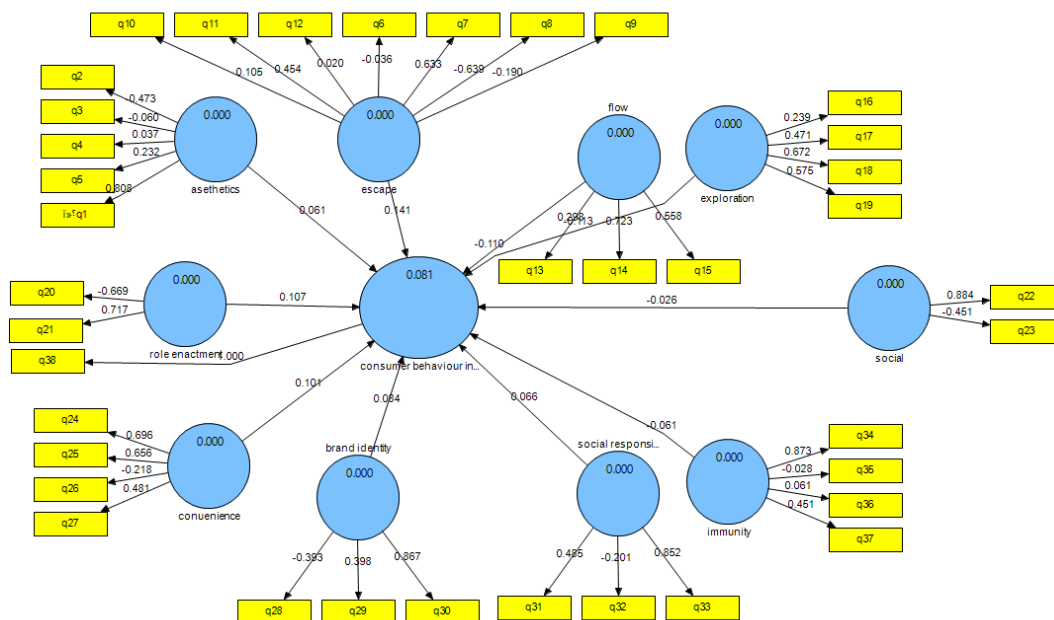 q10
q11
q12
q6
q7
q8
q9
0.105
0.454
0.020
-0.036
0.633
-0.639
-0.190
q2
q3
q4
q5
ï»¿q1
-0.473
-0.060
0.037
0.232
0.808
0.000
asethetics
0.000
escape
flow
0.000
0.000
exploration
q16
q17
q18
q19
0.239
0.471
0.672
0.575
0.061
0.141
-0.110
-0.113
0.723
0.558
q13
q14
q15
q20
q21
q38
-0.669
0.717
0.000
role enactment
1.000
0.107
0.081
consumer behaviour in...
-0.026
0.000
social
0.884
-0.451
q22
q23
q24
q25
q26
q27
0.696
0.656
-0.218
0.481
0.000
convenience
0.101
brand identity
0.000
-0.393
0.398
0.867
q28
q29
q30
0.066
social responsi...
0.000
0.485
-0.201
0.852
q31
q32
q33
-0.061
0.000
immunity
0.873
-0.028
0.061
0.451
q34
q35
q36
q37